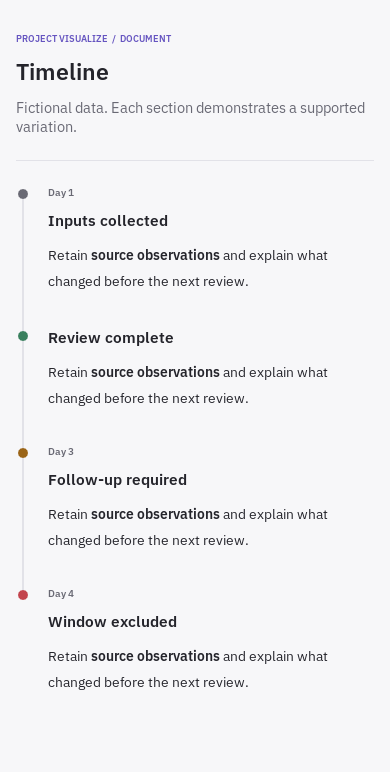 PROJECT VISUALIZE / DOCUMENT
Timeline
Fictional data. Each section demonstrates a supported
variation.
Day 1
Inputs collected
Retain source observations and explain what
changed before the next review.
Review complete
Retain source observations and explain what
changed before the next review.
Day 3
Follow-up required
Retain source observations and explain what
changed before the next review.
Day 4
Window excluded
Retain source observations and explain what
changed before the next review.